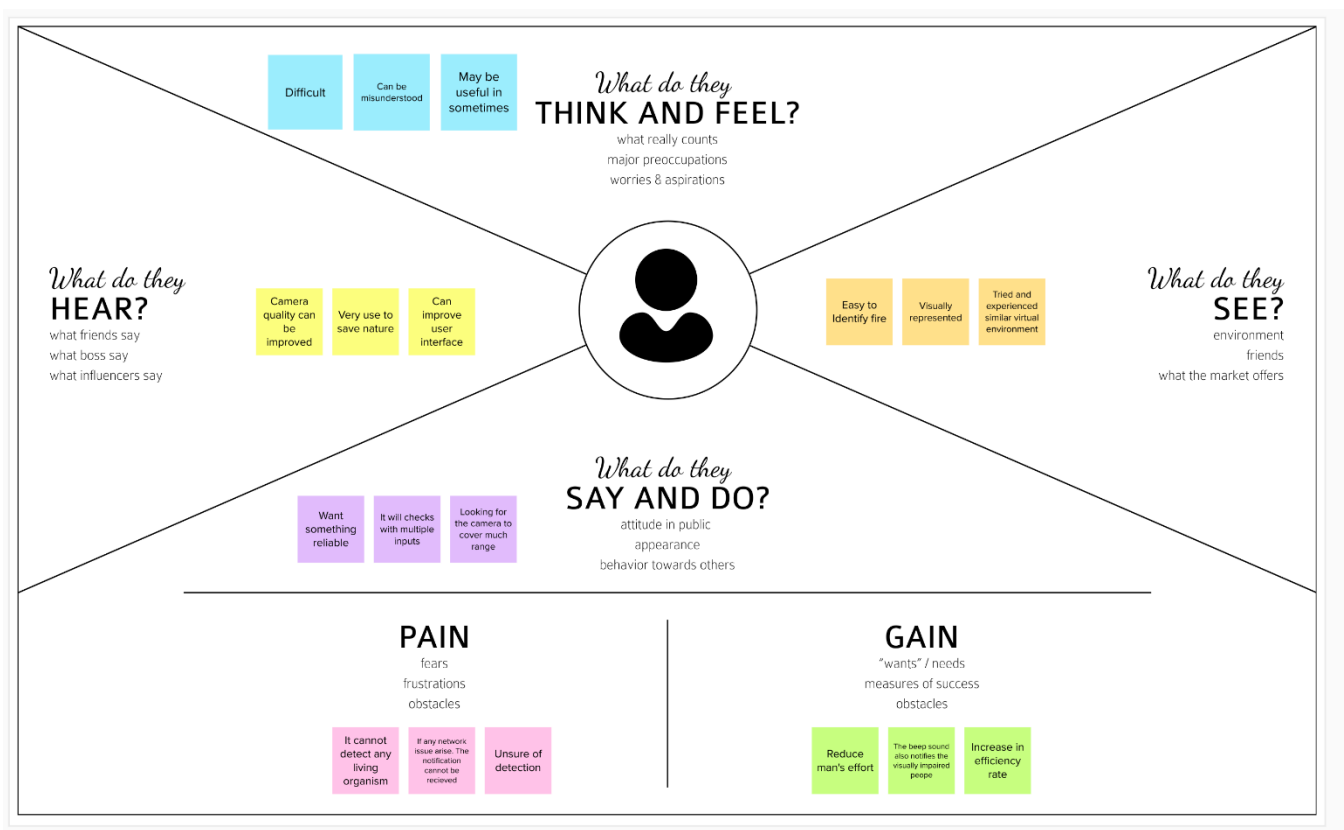 Difficult
Can be
misunderstood
May be
useful in
sometimes
What do they
THINK AND FEEL?
what really counts
major preoccupations
worries & aspirations
What do they
HEAR?
what friends say
what boss say
what influencers say
Camera
quality can
be
improved
Very use to
save nature
Can
improve
user
interface
Easy to
Identify fire
Visually
represented
Tried and
experienced
similar virtual
environment
What do they
SEE?
environment
friends
what the market offers
What do they
SAY AND DO?
attitude in public
appearance
behavior towards others
Want
something
reliable
It will checks
with multiple
inputs
Looking for
the camera to
cover much
range
PAIN
fears
frustrations
obstacles
It cannot
detect any
living
organism
If any network
issue arise. The
notification
cannot be
recieved
Unsure of
detection
GAIN
"wants" / needs
measures of success
obstacles
Reduce
man's effort
The beep sound
also notifies the
visually impaired
peope
Increase in
efficiency
rate